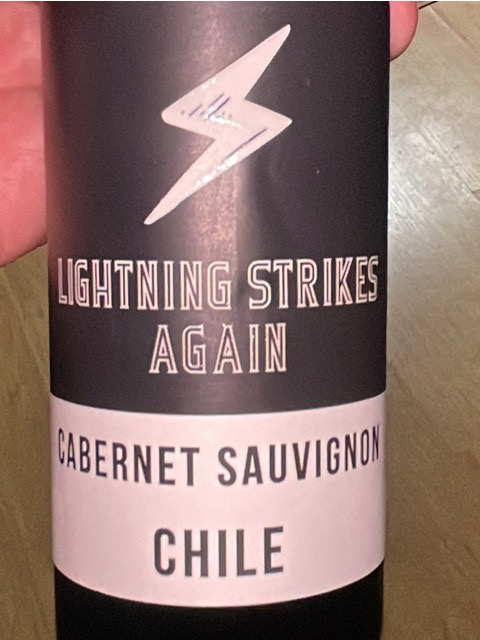 LIGHTNING STRIKES
AGAIN
CABERNET SAUVIGNON
CHILE